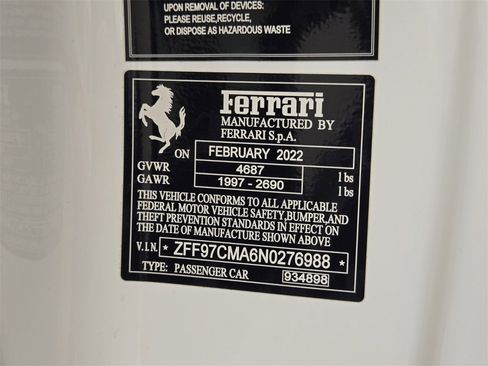 UPON REMOVAL OF DEVICES:
PLEASE REUSE,RECYCLE,
OR DISPOSE AS HAZARDOUS WASTE
Ferrari
MANUFACTURED BY
FERRARI S.p.A.
ON FEBRUARY 2022
GVWR 4687 lbs
GAWR 1997 - 2690 lbs
THIS VEHICLE CONFORMS TO ALL APPLICABLE
FEDERAL MOTOR VEHICLE SAFETY,BUMPER,AND
THEFT PREVENTION STANDARDS IN EFFECT ON
THE DATE OF MANUFACTURE SHOWN ABOVE
V.I.N. * ZFF97CMA6N0276988 *
TYPE: PASSENGER CAR 934898